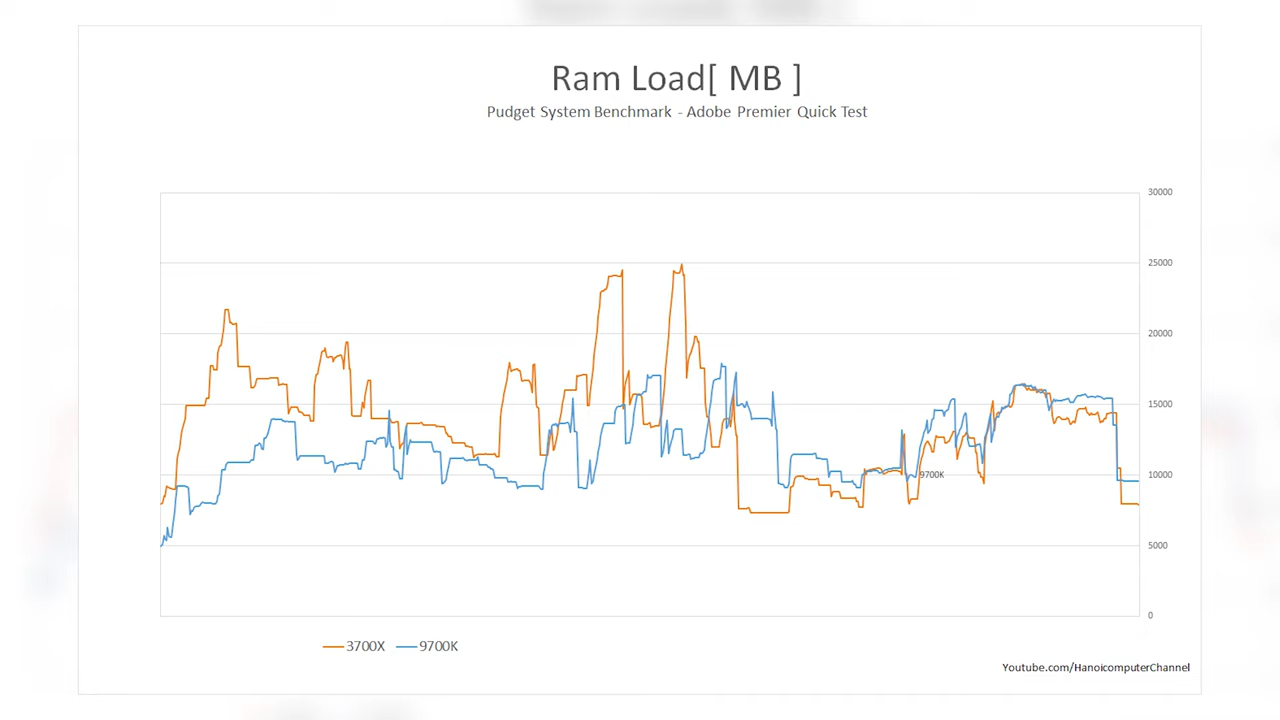 Ram Load[ MB ]
Pudget System Benchmark - Adobe Premier Quick Test
30000
25000
20000
15000
10000
9700K
5000
0
3700X 9700K
Youtube.com/HanoicomputerChannel